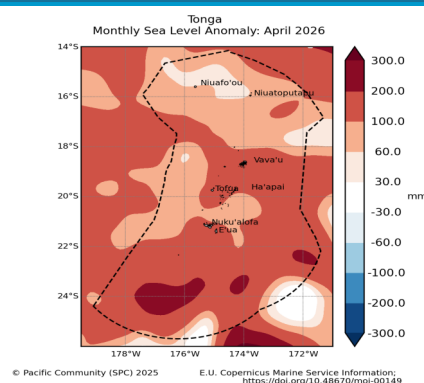 Tonga
Monthly Sea Level Anomaly: April 2026
14°S
16°S
18°S
20°S
22°S
24°S
Niuafo'ou
Niuatoputapu
Vava'u
Tofua
Ha'apai
Nuku'alofa
E'ua
178°W
176°W
174°W
172°W
300.0
200.0
100.0
60.0
30.0
-30.0
-60.0
-100.0
-200.0
-300.0
mm
© Pacific Community (SPC) 2025
E.U. Copernicus Marine Service Information;
https://doi.org/10.48670/moi-00149